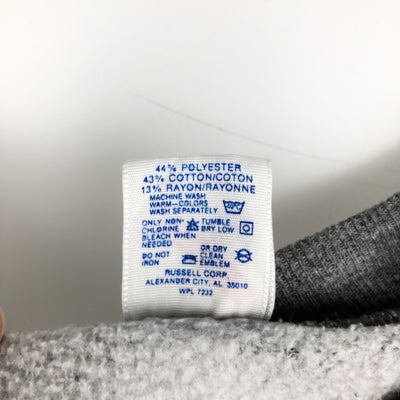 44% POLYESTER
43% COTTON/COTON
13% RAYON/RAYONNE
MACHINE WASH
WARM-COLORS
WASH SEPARATELY
ONLY NON- TUMBLE
CHLORINE DRY LOW
BLEACH WHEN
NEEDED
OR DRY
DO NOT CLEAN
IRON EMBLEM
RUSSELL CORP.
ALEXANDER CITY, AL 35010
WPL 7232